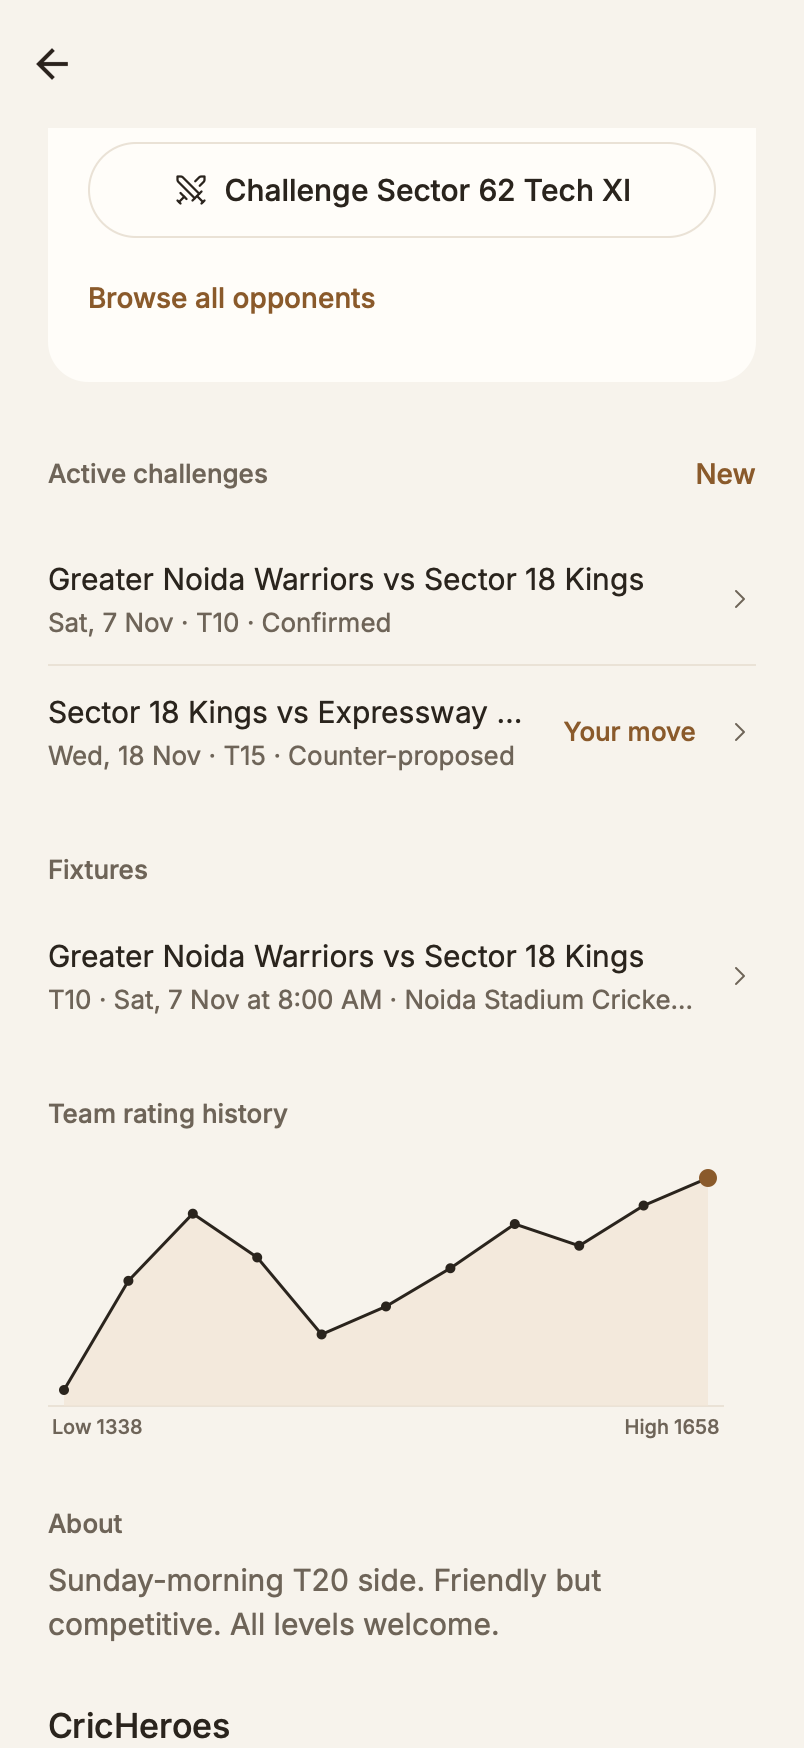 Challenge Sector 62 Tech XI
Browse all opponents
Active challenges
New
Greater Noida Warriors vs Sector 18 Kings
Sat, 7 Nov · T10 · Confirmed
Sector 18 Kings vs Expressway ...
Your move
Wed, 18 Nov · T15 · Counter-proposed
Fixtures
Greater Noida Warriors vs Sector 18 Kings
T10 · Sat, 7 Nov at 8:00 AM · Noida Stadium Cricke...
Team rating history
Low 1338
High 1658
About
Sunday-morning T20 side. Friendly but
competitive. All levels welcome.
CricHeroes